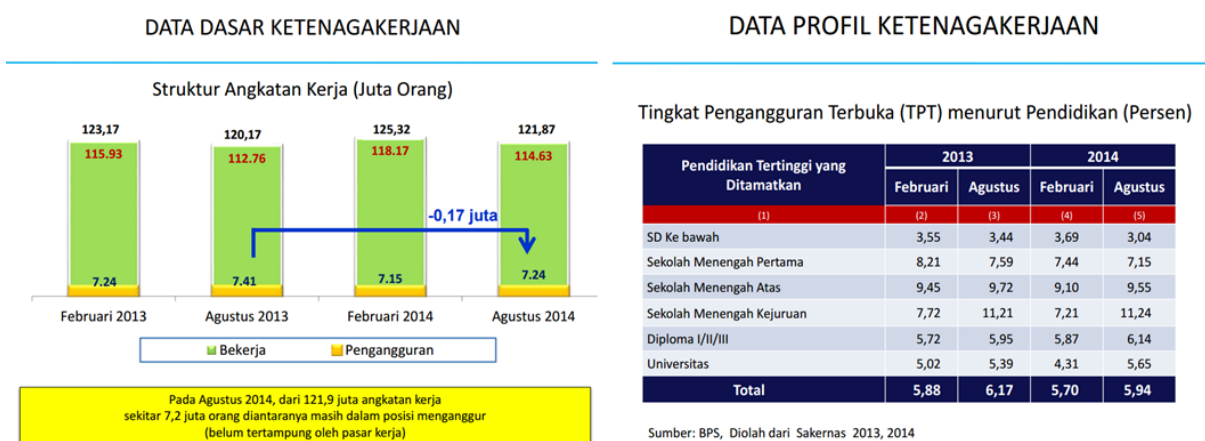 DATA DASAR KETENAGAKERJAAN
Struktur Angkatan Kerja (Juta Orang)
123,17 120,17 125,32 121,87
115.93 112.76 118.17 114.63
-0,17 juta
7.24 7.41 7.15 7.24
Februari 2013 Agustus 2013 Februari 2014 Agustus 2014
Bekerja Pengangguran
Pada Agustus 2014, dari 121,9 juta angkatan kerja
sekitar 7,2 juta orang diantaranya masih dalam posisi menganggur
(belum tertampung oleh pasar kerja)
DATA PROFIL KETENAGAKERJAAN
Tingkat Pengangguran Terbuka (TPT) menurut Pendidikan (Persen)
Pendidikan Tertinggi yang Ditamatkan 2013 2014
Februari Agustus Februari Agustus
(1) (2) (3) (4) (5)
SD Ke bawah 3,55 3,44 3,69 3,04
Sekolah Menengah Pertama 8,21 7,59 7,44 7,15
Sekolah Menengah Atas 9,45 9,72 9,10 9,55
Sekolah Menengah Kejuruan 7,72 11,21 7,21 11,24
Diploma I/II/III 5,72 5,95 5,87 6,14
Universitas 5,02 5,39 4,31 5,65
Total 5,88 6,17 5,70 5,94
Sumber: BPS, Diolah dari Sakernas 2013, 2014